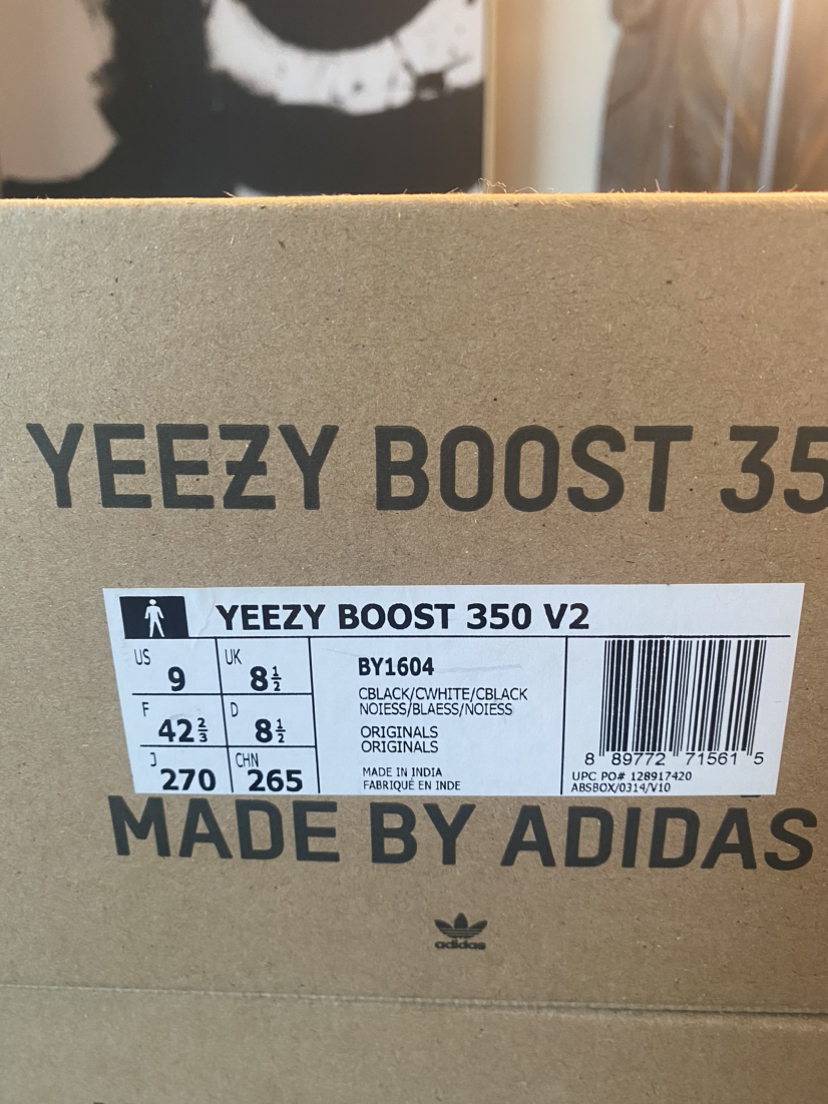 YEEZY BOOST 35
YEEZY BOOST 350 V2
US 9 UK 8½
F 42⅔ D 8½
J 270 CHN 265
BY1604
CBLACK/CWHITE/CBLACK
NOIESS/BLAESS/NOIESS
ORIGINALS
ORIGINALS
MADE IN INDIA
FABRIQUÉ EN INDE
8 89772 71561 5
UPC PO# 128917420
ABSBOX/0314/V10
MADE BY ADIDAS
adidas